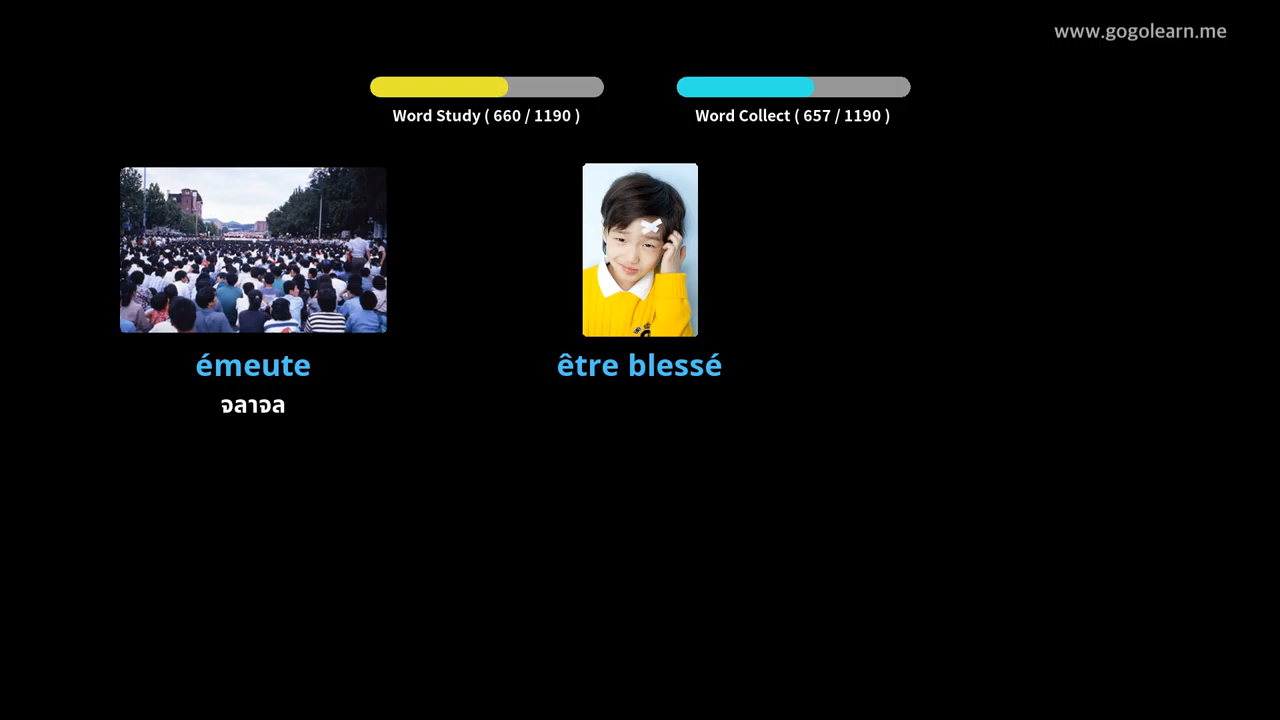 www.gogolearn.me
Word Study ( 660 / 1190 )
Word Collect ( 657 / 1190 )
émeute
être blessé
จลาจล